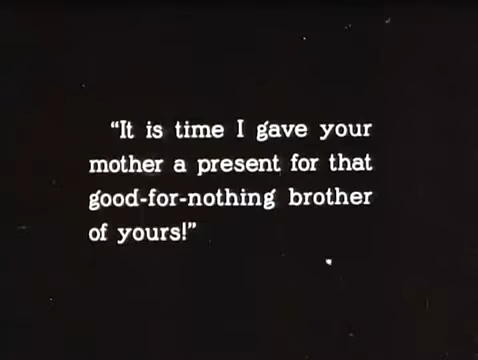 “It is time I gave your
mother a present for that
good-for-nothing brother
of yours!”